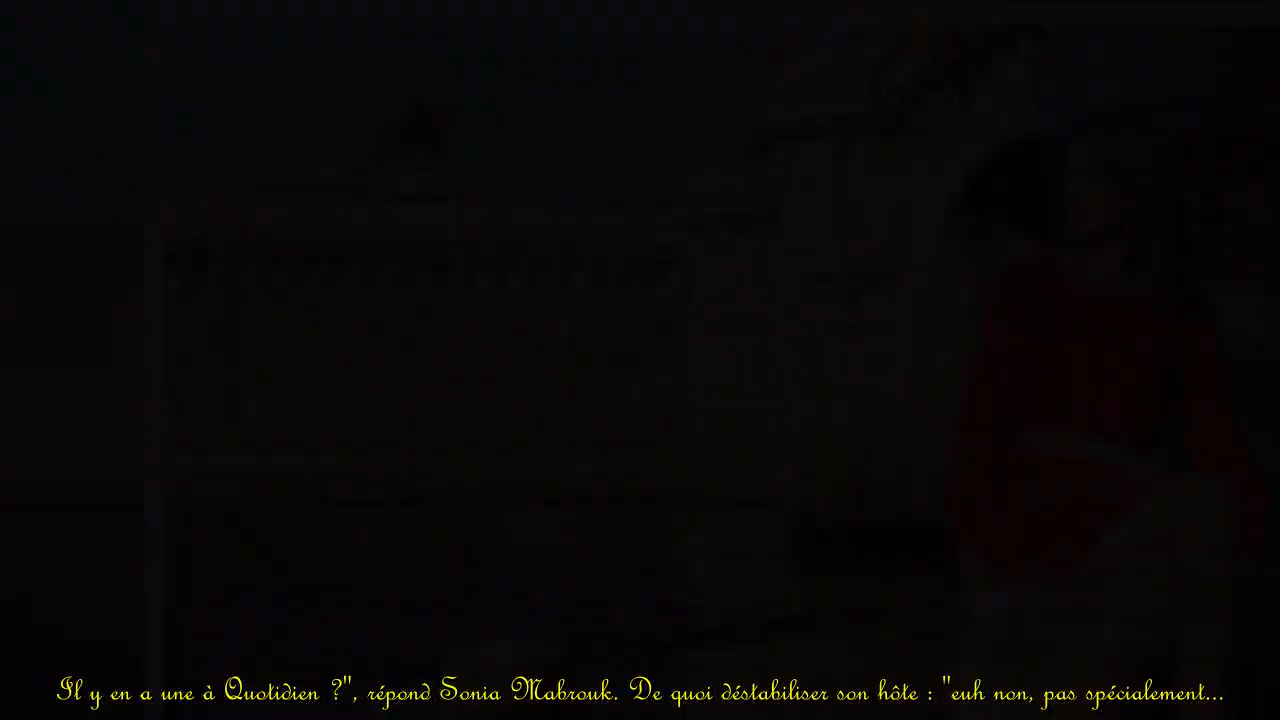 Il y en a une à Quotidien ?", répond Sonia Mabrouk. De quoi déstabiliser son hôte : "euh non, pas spécialement...